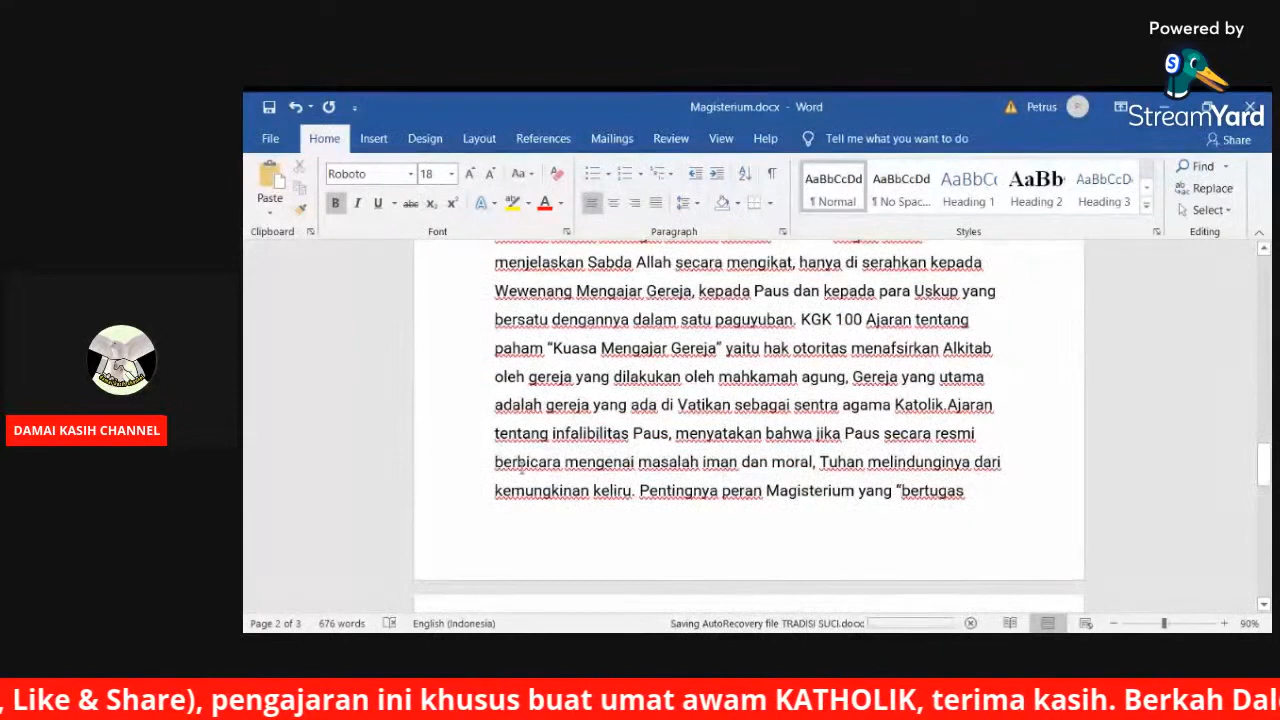 Powered by
StreamYard
Magisterium.docx - Word
Petrus
File Home Insert Design Layout References Mailings Review View Help Tell me what you want to do
Share
Paste
Roboto 18
Aa
B I U abc x₂ x² A A
AaBbCcDd AaBbCcDd AaBbCc AaBb AaBbCcD
¶ Normal ¶ No Spac... Heading 1 Heading 2 Heading 3
Find
Replace
Select
Clipboard Font Paragraph Styles Editing
menjelaskan Sabda Allah secara mengikat, hanya di serahkan kepada
Wewenang Mengajar Gereja, kepada Paus dan kepada para Uskup yang
bersatu dengannya dalam satu paguyuban. KGK 100 Ajaran tentang
paham “Kuasa Mengajar Gereja” yaitu hak otoritas menafsirkan Alkitab
oleh gereja yang dilakukan oleh mahkamah agung, Gereja yang utama
adalah gereja yang ada di Vatikan sebagai sentra agama Katolik.Ajaran
tentang infalibilitas Paus, menyatakan bahwa jika Paus secara resmi
berbicara mengenai masalah iman dan moral, Tuhan melindunginya dari
kemungkinan keliru. Pentingnya peran Magisterium yang “bertugas
DAMAI KASIH CHANNEL
Page 2 of 3 676 words English (Indonesia) Saving AutoRecovery file TRADISI SUCI.docx: 90%
, Like & Share), pengajaran ini khusus buat umat awam KATHOLIK, terima kasih. Berkah Dal